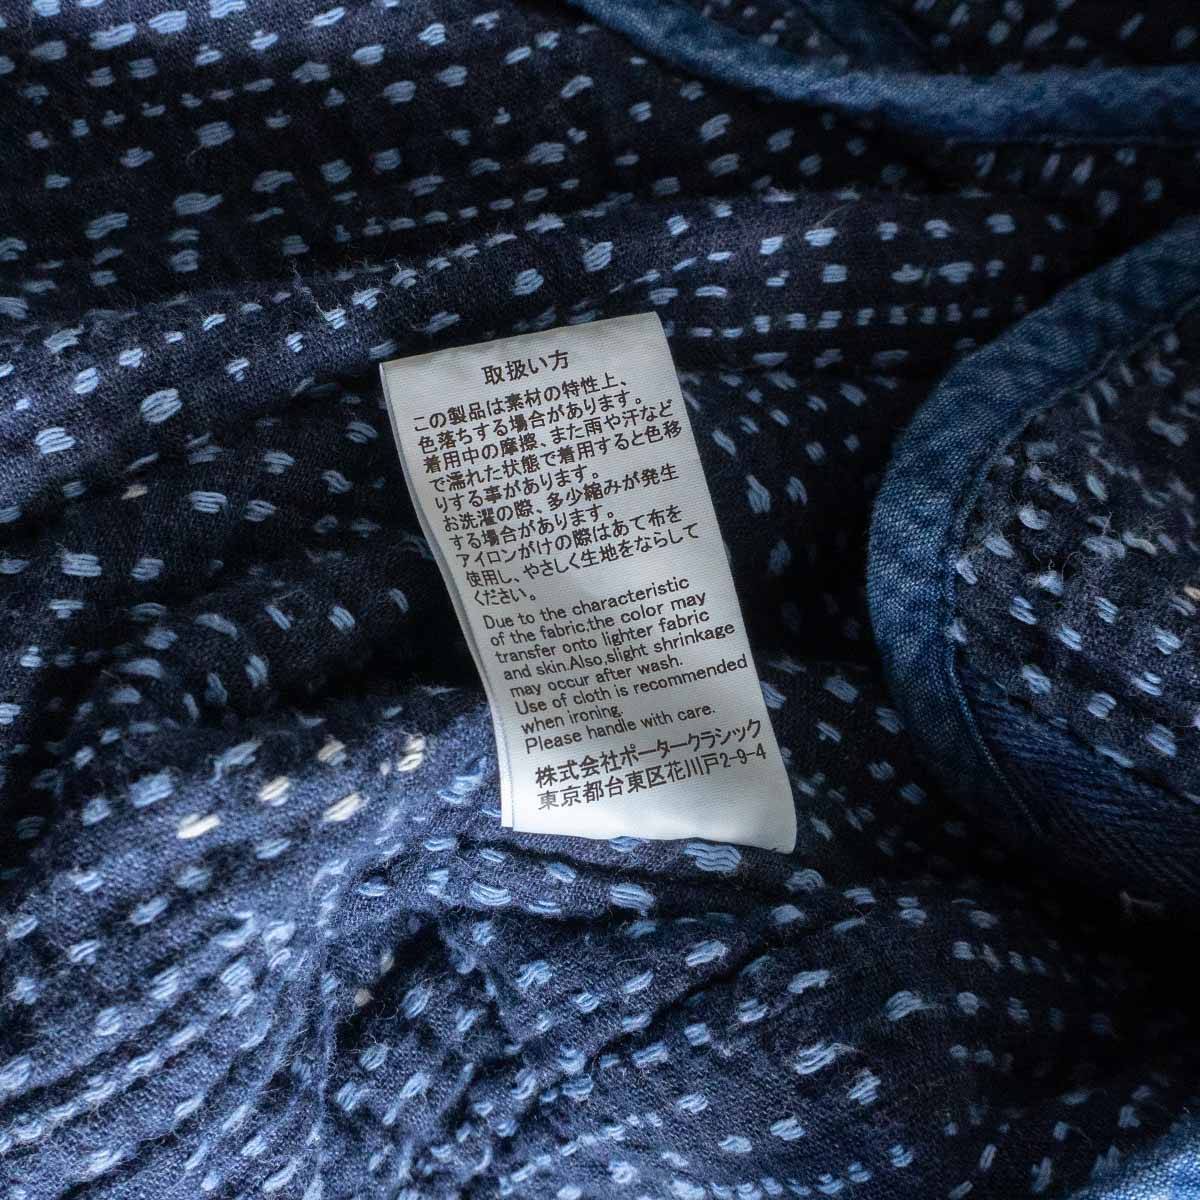 取扱い方
この製品は素材の特性上、
色落ちする場合があります。
着用中の摩擦、また雨や汗など
で濡れた状態で着用すると色移
りする事があります。
お洗濯の際、多少縮みが発生
する場合があります。
アイロンがけの際はあて布を
使用し、やさしく生地をならして
ください。
Due to the characteristic
of the fabric,the color may
transfer onto lighter fabric
and skin.Also,slight shrinkage
may occur after wash.
Use of cloth is recommended
when ironing.
Please handle with care.
株式会社ポータークラシック
東京都台東区花川戸2-9-4